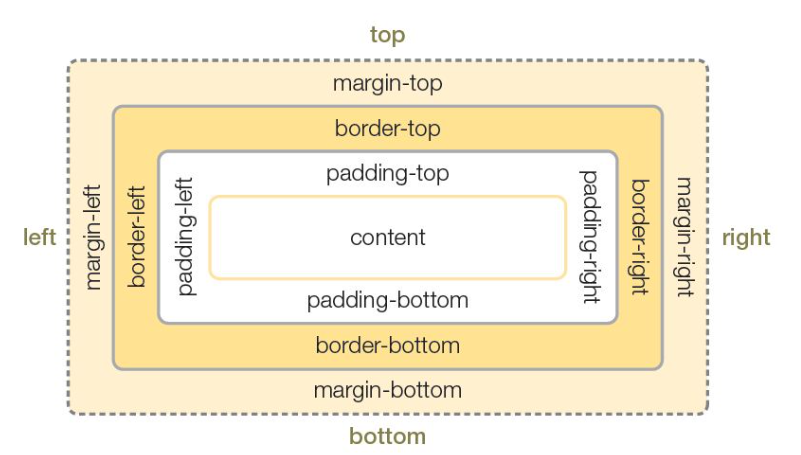 top
margin-top
border-top
padding-top
left
margin-left
border-left
padding-left
content
padding-right
border-right
margin-right
right
padding-bottom
border-bottom
margin-bottom
bottom